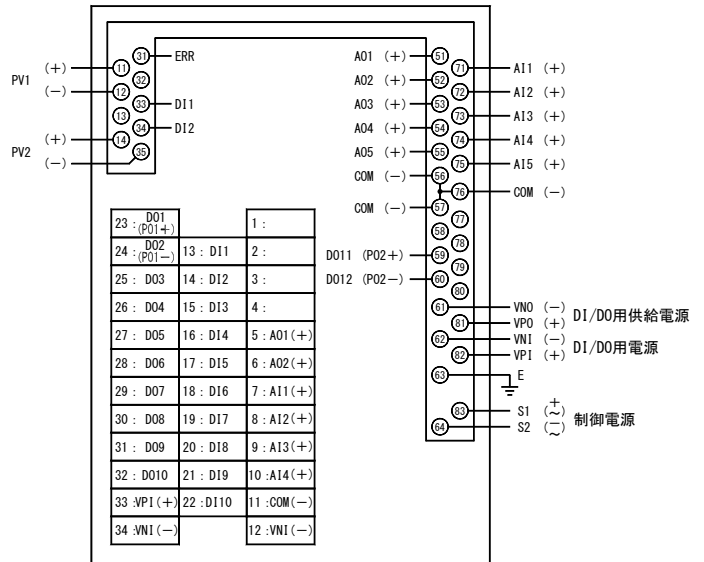 PV1 (+) 11
(−) 12
13
PV2 (+) 14
(−) 35
31 ERR
32
33 DI1
34 DI2
AO1 (+) 51
AO2 (+) 52
AO3 (+) 53
AO4 (+) 54
AO5 (+) 55
COM (−) 56
COM (−) 57
58
DO11 (PO2+) 59
DO12 (PO2−) 60
71 AI1 (+)
72 AI2 (+)
73 AI3 (+)
74 AI4 (+)
75 AI5 (+)
76 COM (−)
77
78
79
80
61 VNO (−)
81 VPO (+)
DI/DO用供給電源
62 VNI (−)
82 VPI (+)
DI/DO用電源
63 E
83 S1 (+∼)
64 S2 (−∼)
制御電源
23 : DO1 (PO1+) 1 :
24 : DO2 (PO1−) 13 : DI1 2 :
25 : DO3 14 : DI2 3 :
26 : DO4 15 : DI3 4 :
27 : DO5 16 : DI4 5 : AO1(+)
28 : DO6 17 : DI5 6 : AO2(+)
29 : DO7 18 : DI6 7 : AI1(+)
30 : DO8 19 : DI7 8 : AI2(+)
31 : DO9 20 : DI8 9 : AI3(+)
32 : DO10 21 : DI9 10 : AI4(+)
33 :VPI(+) 22 :DI10 11 :COM(−)
34 :VNI(−) 12 :VNI(−)